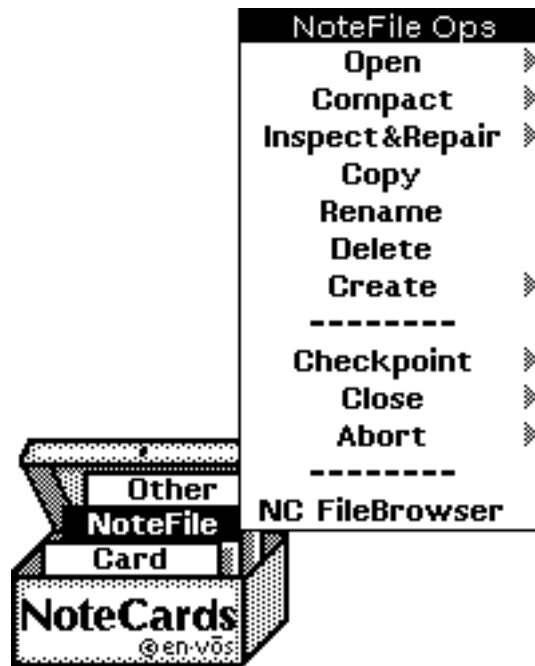 NoteFile Ops
Open
Compact
Inspect&Repair
Copy
Rename
Delete
Create
--------
Checkpoint
Close
Abort
--------
NC FileBrowser
Other
NoteFile
Card
NoteCards
©en·vōs